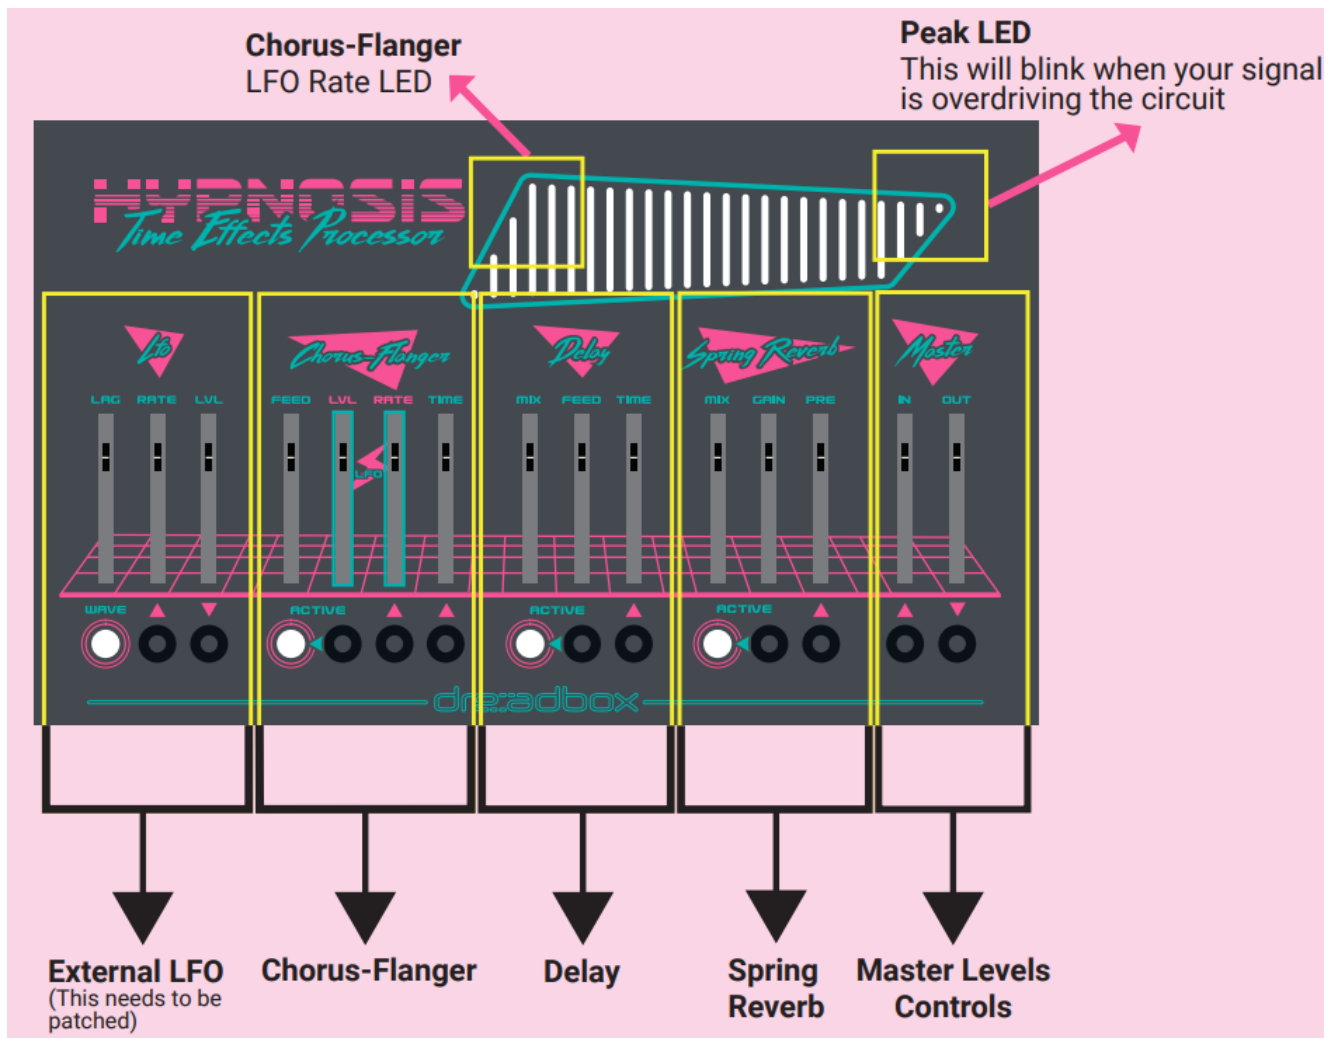 Chorus-Flanger
LFO Rate LED
Peak LED
This will blink when your signal
is overdriving the circuit
HYPNOSIS
Time Effects Processor
Lfo
Chorus-Flanger
Delay
Spring Reverb
Master
LAG RATE LVL
FEED LVL RATE TIME
MIX FEED TIME
MIX GAIN PRE
IN OUT
LFO
WAVE
ACTIVE
ACTIVE
ACTIVE
dreadbox
External LFO
(This needs to be
patched)
Chorus-Flanger
Delay
Spring
Reverb
Master Levels
Controls